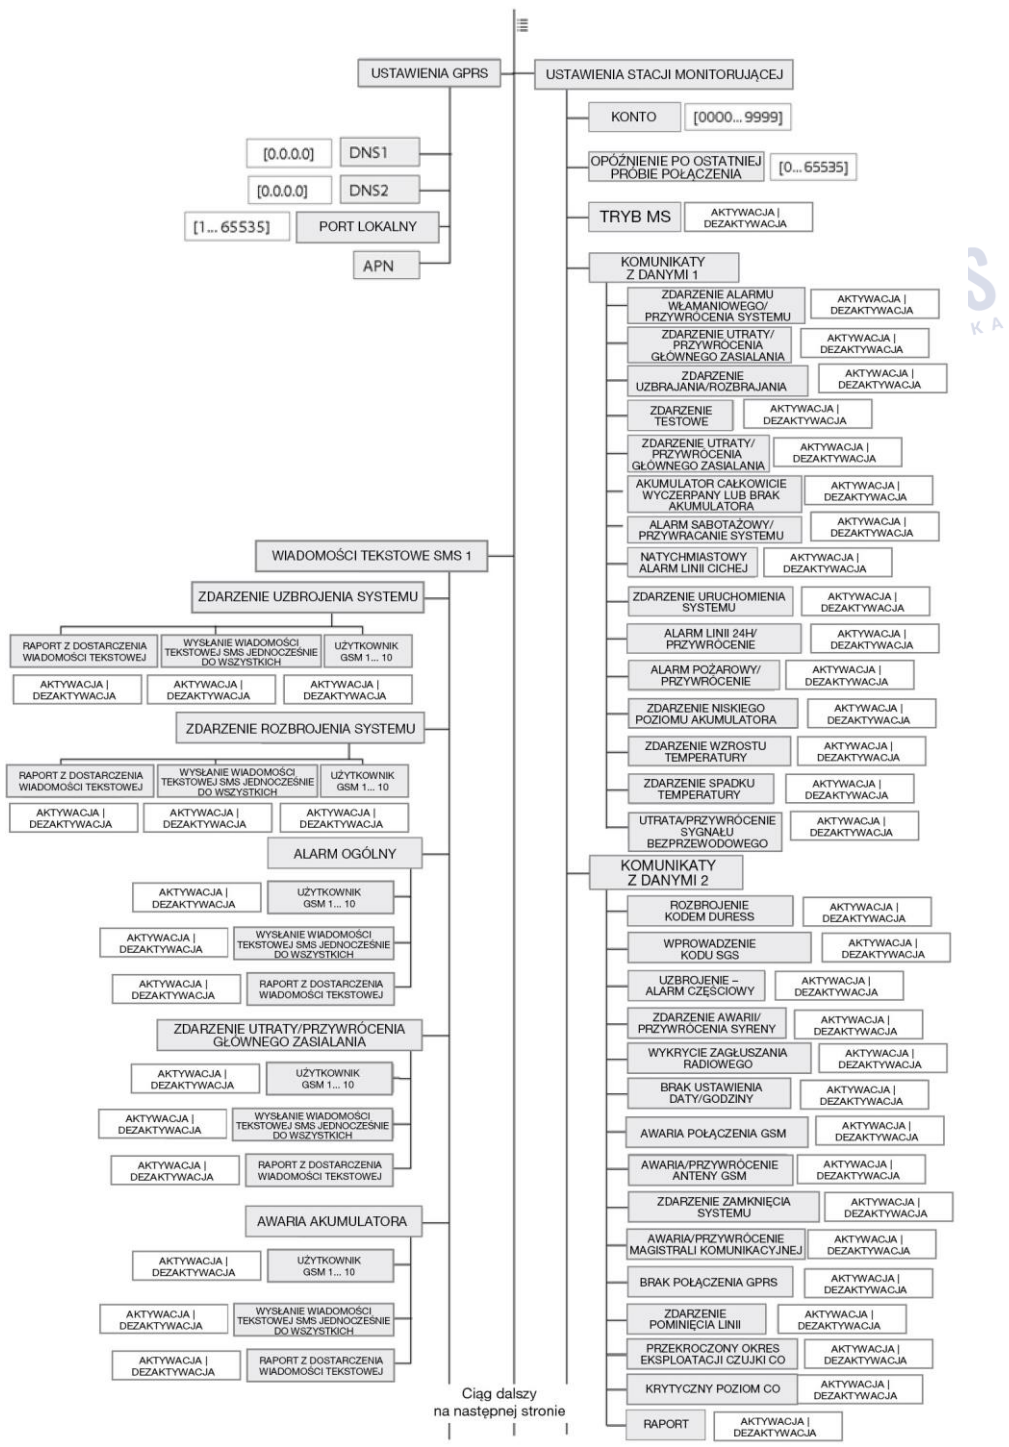 USTAWIENIA GPRS
[0.0.0.0]
DNS1
[0.0.0.0]
DNS2
[1... 65535]
PORT LOKALNY
APN
WIADOMOŚCI TEKSTOWE SMS 1
ZDARZENIE UZBROJENIA SYSTEMU
RAPORT Z DOSTARCZENIA
WIADOMOŚCI TEKSTOWEJ
WYSŁANIE WIADOMOŚCI
TEKSTOWEJ SMS JEDNOCZEŚNIE
DO WSZYSTKICH
UŻYTKOWNIK
GSM 1... 10
AKTYWACJA |
DEZAKTYWACJA
AKTYWACJA |
DEZAKTYWACJA
AKTYWACJA |
DEZAKTYWACJA
ZDARZENIE ROZBROJENIA SYSTEMU
RAPORT Z DOSTARCZENIA
WIADOMOŚCI TEKSTOWEJ
WYSŁANIE WIADOMOŚCI
TEKSTOWEJ SMS JEDNOCZEŚNIE
DO WSZYSTKICH
UŻYTKOWNIK
GSM 1... 10
AKTYWACJA |
DEZAKTYWACJA
AKTYWACJA |
DEZAKTYWACJA
AKTYWACJA |
DEZAKTYWACJA
ALARM OGÓLNY
AKTYWACJA |
DEZAKTYWACJA
UŻYTKOWNIK
GSM 1... 10
AKTYWACJA |
DEZAKTYWACJA
WYSŁANIE WIADOMOŚCI
TEKSTOWEJ SMS JEDNOCZEŚNIE
DO WSZYSTKICH
AKTYWACJA |
DEZAKTYWACJA
RAPORT Z DOSTARCZENIA
WIADOMOŚCI TEKSTOWEJ
ZDARZENIE UTRATY/PRZYWRÓCENIA
GŁÓWNEGO ZASIALANIA
AKTYWACJA |
DEZAKTYWACJA
UŻYTKOWNIK
GSM 1... 10
AKTYWACJA |
DEZAKTYWACJA
WYSŁANIE WIADOMOŚCI
TEKSTOWEJ SMS JEDNOCZEŚNIE
DO WSZYSTKICH
AKTYWACJA |
DEZAKTYWACJA
RAPORT Z DOSTARCZENIA
WIADOMOŚCI TEKSTOWEJ
AWARIA AKUMULATORA
AKTYWACJA |
DEZAKTYWACJA
UŻYTKOWNIK
GSM 1... 10
AKTYWACJA |
DEZAKTYWACJA
WYSŁANIE WIADOMOŚCI
TEKSTOWEJ SMS JEDNOCZEŚNIE
DO WSZYSTKICH
AKTYWACJA |
DEZAKTYWACJA
RAPORT Z DOSTARCZENIA
WIADOMOŚCI TEKSTOWEJ
USTAWIENIA STACJI MONITORUJĄCEJ
KONTO
[0000... 9999]
OPÓŹNIENIE PO OSTATNIEJ
PRÓBIE POŁĄCZENIA
[0... 65535]
TRYB MS
AKTYWACJA |
DEZAKTYWACJA
KOMUNIKATY
Z DANYMI 1
ZDARZENIE ALARMU
WŁAMANIOWEGO/
PRZYWRÓCENIA SYSTEMU
AKTYWACJA |
DEZAKTYWACJA
ZDARZENIE UTRATY/
PRZYWRÓCENIA
GŁÓWNEGO ZASIALANIA
AKTYWACJA |
DEZAKTYWACJA
ZDARZENIE
UZBRAJANIA/ROZBRAJANIA
AKTYWACJA |
DEZAKTYWACJA
ZDARZENIE
TESTOWE
AKTYWACJA |
DEZAKTYWACJA
ZDARZENIE UTRATY/
PRZYWRÓCENIA
GŁÓWNEGO ZASIALANIA
AKTYWACJA |
DEZAKTYWACJA
AKUMULATOR CAŁKOWICIE
WYCZERPANY LUB BRAK
AKUMULATORA
AKTYWACJA |
DEZAKTYWACJA
ALARM SABOTAŻOWY/
PRZYWRACANIE SYSTEMU
AKTYWACJA |
DEZAKTYWACJA
NATYCHMIASTOWY
ALARM LINII CICHEJ
AKTYWACJA |
DEZAKTYWACJA
ZDARZENIE URUCHOMIENIA
SYSTEMU
AKTYWACJA |
DEZAKTYWACJA
ALARM LINII 24H/
PRZYWRÓCENIE
AKTYWACJA |
DEZAKTYWACJA
ALARM POŻAROWY/
PRZYWRÓCENIE
AKTYWACJA |
DEZAKTYWACJA
ZDARZENIE NISKIEGO
POZIOMU AKUMULATORA
AKTYWACJA |
DEZAKTYWACJA
ZDARZENIE WZROSTU
TEMPERATURY
AKTYWACJA |
DEZAKTYWACJA
ZDARZENIE SPADKU
TEMPERATURY
AKTYWACJA |
DEZAKTYWACJA
UTRATA/PRZYWRÓCENIE
SYGNAŁU
BEZPRZEWODOWEGO
AKTYWACJA |
DEZAKTYWACJA
KOMUNIKATY
Z DANYMI 2
ROZBROJENIE
KODEM DURESS
AKTYWACJA |
DEZAKTYWACJA
WPROWADZENIE
KODU SGS
AKTYWACJA |
DEZAKTYWACJA
UZBROJENIE –
ALARM CZĘŚCIOWY
AKTYWACJA |
DEZAKTYWACJA
ZDARZENIE AWARII/
PRZYWRÓCENIA SYRENY
AKTYWACJA |
DEZAKTYWACJA
WYKRYCIE ZAGŁUSZANIA
RADIOWEGO
AKTYWACJA |
DEZAKTYWACJA
BRAK USTAWIENIA
DATY/GODZINY
AKTYWACJA |
DEZAKTYWACJA
AWARIA POŁĄCZENIA GSM
AKTYWACJA |
DEZAKTYWACJA
AWARIA/PRZYWRÓCENIE
ANTENY GSM
AKTYWACJA |
DEZAKTYWACJA
ZDARZENIE ZAMKNIĘCIA
SYSTEMU
AKTYWACJA |
DEZAKTYWACJA
AWARIA/PRZYWRÓCENIE
MAGISTRALI KOMUNIKACYJNEJ
AKTYWACJA |
DEZAKTYWACJA
BRAK POŁĄCZENIA GPRS
AKTYWACJA |
DEZAKTYWACJA
ZDARZENIE
POMINIĘCIA LINII
AKTYWACJA |
DEZAKTYWACJA
PRZEKROCZONY OKRES
EKSPLOATACJI CZUJKI CO
AKTYWACJA |
DEZAKTYWACJA
KRYTYCZNY POZIOM CO
AKTYWACJA |
DEZAKTYWACJA
RAPORT
AKTYWACJA |
DEZAKTYWACJA
Ciąg dalszy
na następnej stronie
S
KA